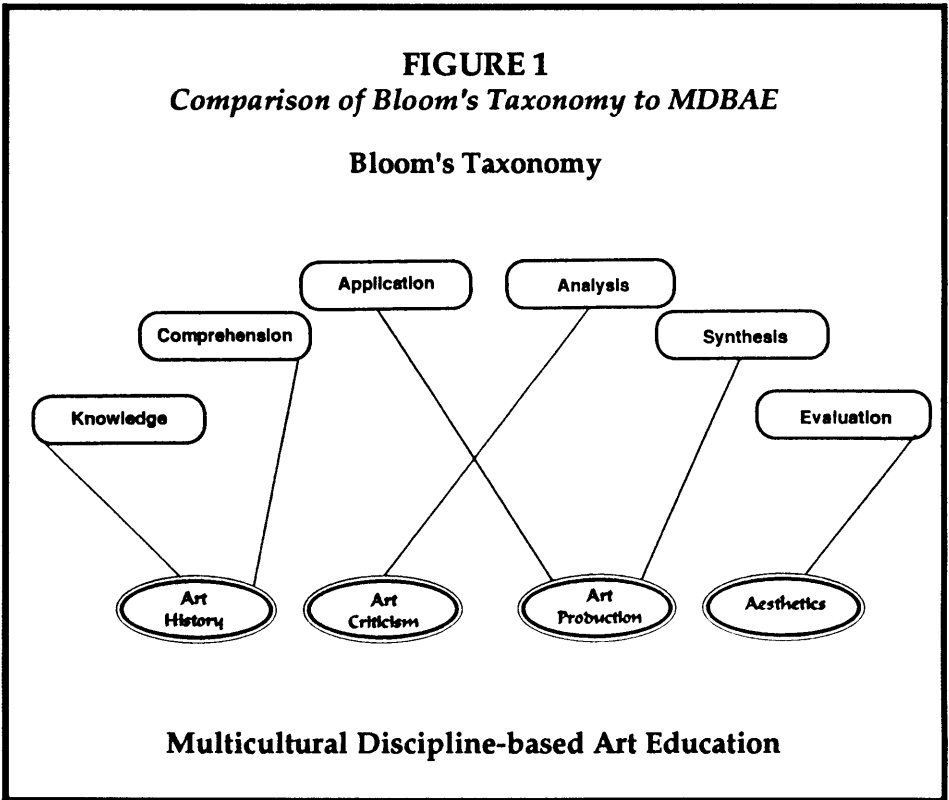 FIGURE 1
Comparison of Bloom's Taxonomy to MDBAE
Bloom's Taxonomy
Application
Analysis
Comprehension
Synthesis
Knowledge
Evaluation
Art
History
Art
Criticism
Art
Production
Aesthetics
Multicultural Discipline-based Art Education